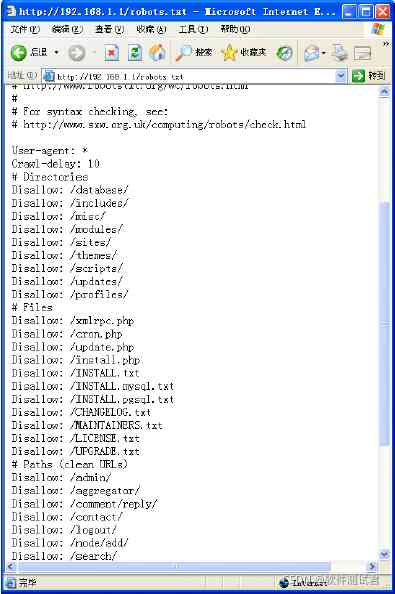 http://192.168.1.1/robots.txt - Microsoft Internet E...
文件(F) 编辑(E) 查看(V) 收藏(A) 工具(T) 帮助(H)
后退 搜索 收藏夹
地址(D) http://192.168.1.1/robots.txt 转到
# http://www.robotstxt.org/wc/robots.html
#
# For syntax checking, see:
# http://www.sxw.org.uk/computing/robots/check.html
User-agent: *
Crawl-delay: 10
# Directories
Disallow: /database/
Disallow: /includes/
Disallow: /misc/
Disallow: /modules/
Disallow: /sites/
Disallow: /themes/
Disallow: /scripts/
Disallow: /updates/
Disallow: /profiles/
# Files
Disallow: /xmlrpc.php
Disallow: /cron.php
Disallow: /update.php
Disallow: /install.php
Disallow: /INSTALL.txt
Disallow: /INSTALL.mysql.txt
Disallow: /INSTALL.pgsql.txt
Disallow: /CHANGELOG.txt
Disallow: /MAINTAINERS.txt
Disallow: /LICENSE.txt
Disallow: /UPGRADE.txt
# Paths (clean URLs)
Disallow: /admin/
Disallow: /aggregator/
Disallow: /comment/reply/
Disallow: /contact/
Disallow: /logout/
Disallow: /node/add/
Disallow: /search/
完毕 Internet
CSDN @软件测试君